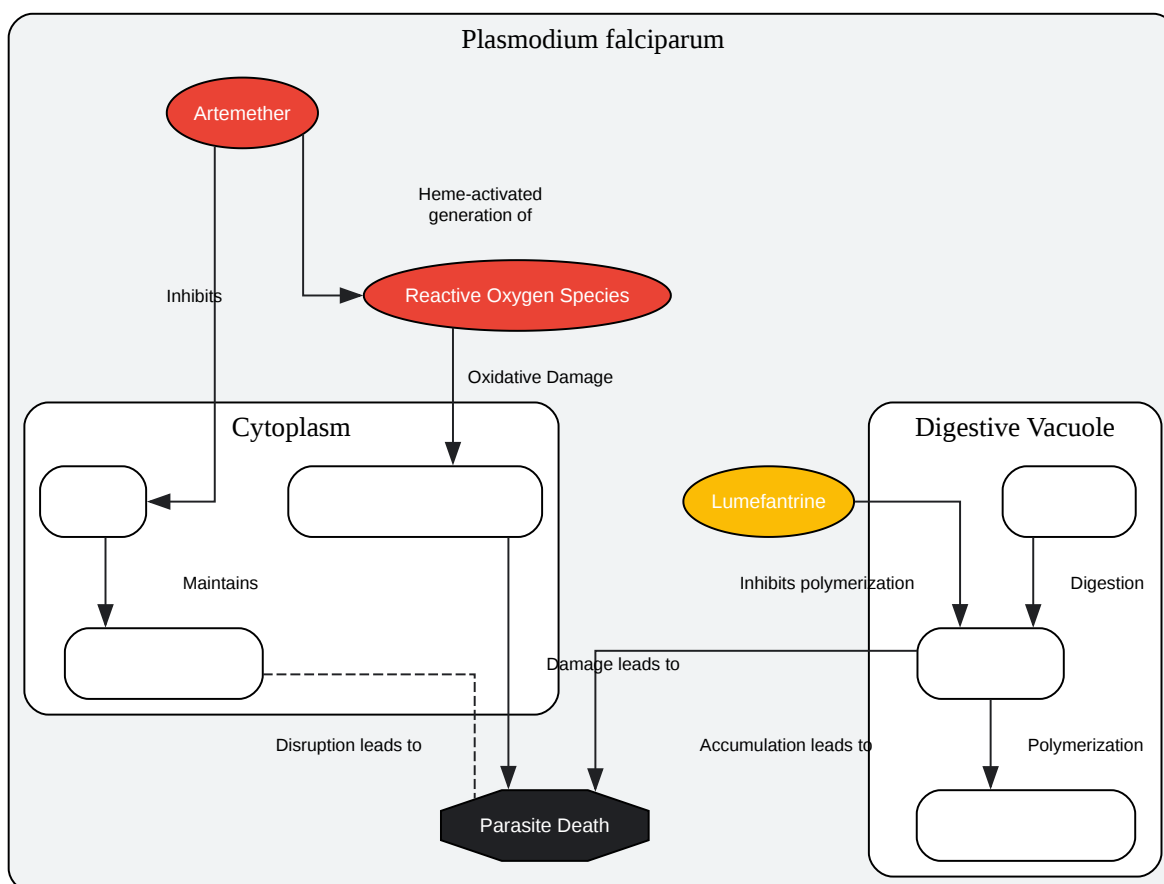 Plasmodium falciparum
Artemether
Heme-activated
generation of
Inhibits
Reactive Oxygen Species
Oxidative Damage
Cytoplasm
Digestive Vacuole
Lumefantrine
Maintains
Inhibits polymerization
Digestion
Damage leads to
Disruption leads to
Accumulation leads to
Polymerization
Parasite Death